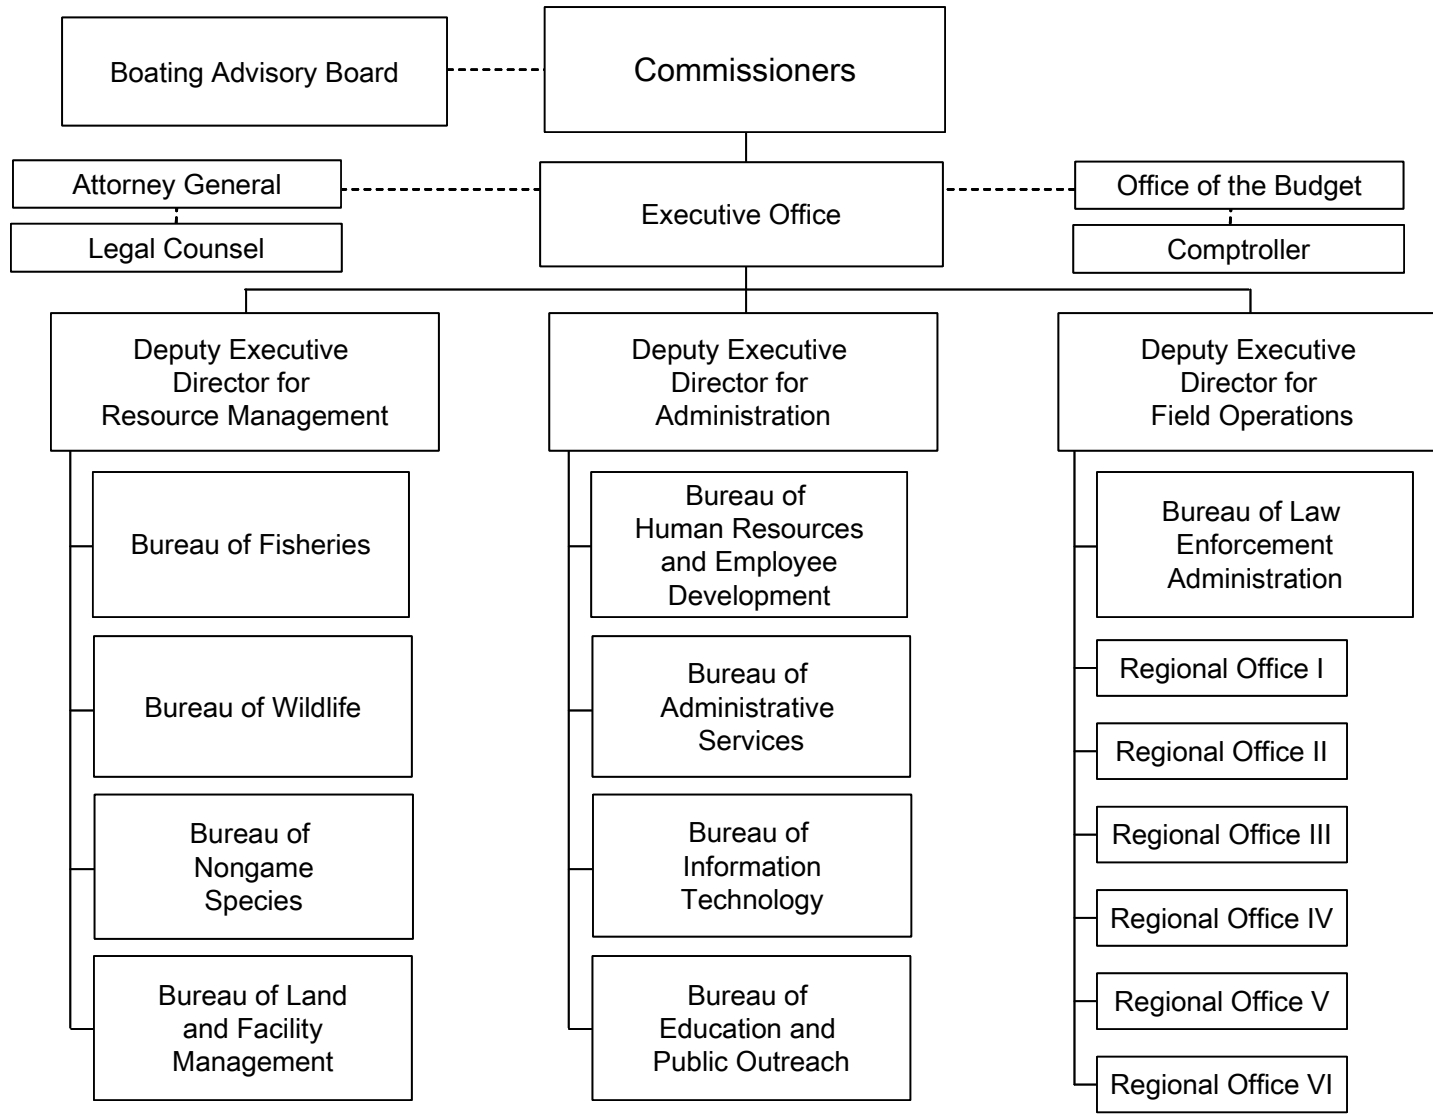 Boating Advisory Board
Commissioners
Attorney General
Legal Counsel
Executive Office
Office of the Budget
Comptroller
Deputy Executive
Director for
Resource Management
Deputy Executive
Director for
Administration
Deputy Executive
Director for
Field Operations
Bureau of Fisheries
Bureau of Wildlife
Bureau of
Nongame
Species
Bureau of Land
and Facility
Management
Bureau of
Human Resources
and Employee
Development
Bureau of
Administrative
Services
Bureau of
Information
Technology
Bureau of
Education and
Public Outreach
Bureau of Law
Enforcement
Administration
Regional Office I
Regional Office II
Regional Office III
Regional Office IV
Regional Office V
Regional Office VI